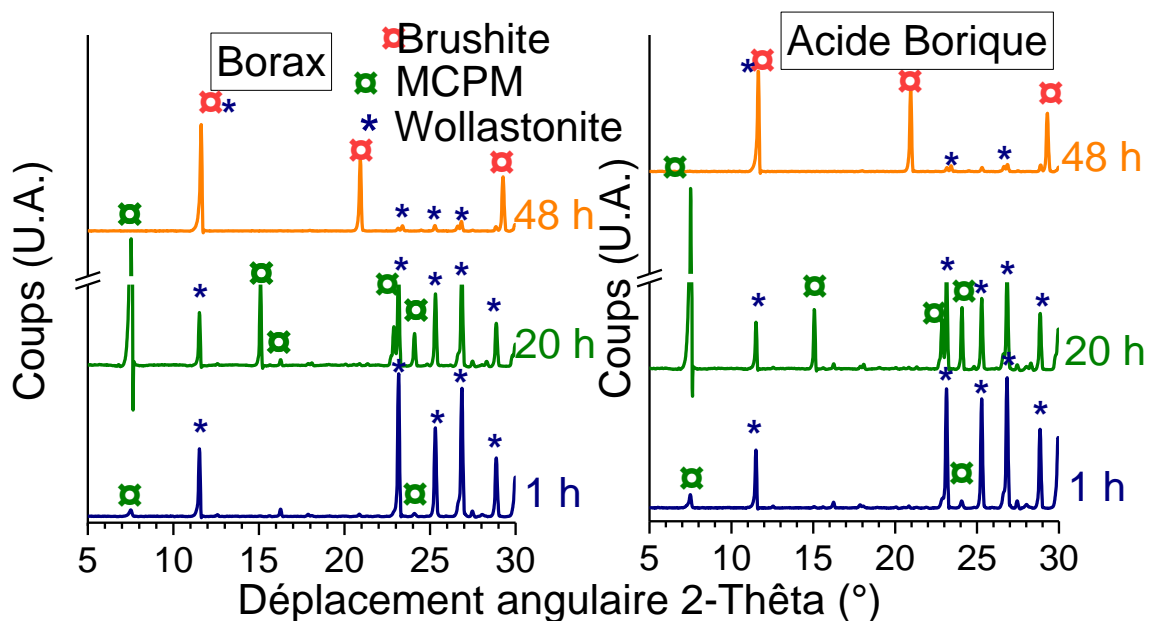 Borax
Brushite
MCPM
* Wollastonite
Acide Borique
Coups (U.A.)
48 h
20 h
1 h
5 10 15 20 25 30
Coups (U.A.)
48 h
20 h
1 h
5 10 15 20 25 30
Déplacement angulaire 2-Thêta (°)